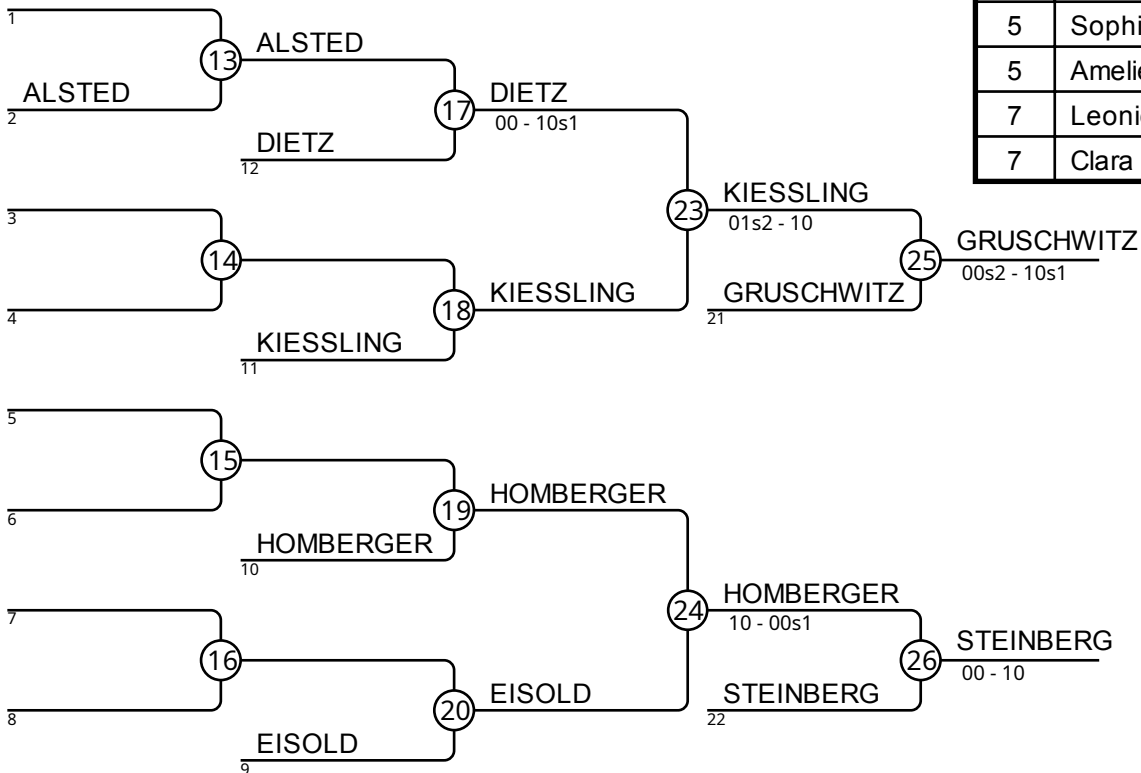 1
13
ALSTED
ALSTED
2
17
DIETZ
00 - 10s1
DIETZ
12
3
14
4
18
KIESSLING
KIESSLING
11
23
KIESSLING
01s2 - 10
25
GRUSCHWITZ
00s2 - 10s1
GRUSCHWITZ
21
5
15
6
19
HOMBERGER
HOMBERGER
10
7
16
8
20
EISOLD
EISOLD
9
24
HOMBERGER
10 - 00s1
26
STEINBERG
00 - 10
STEINBERG
22
5 Sophi
5 Amelie
7
7 Clara